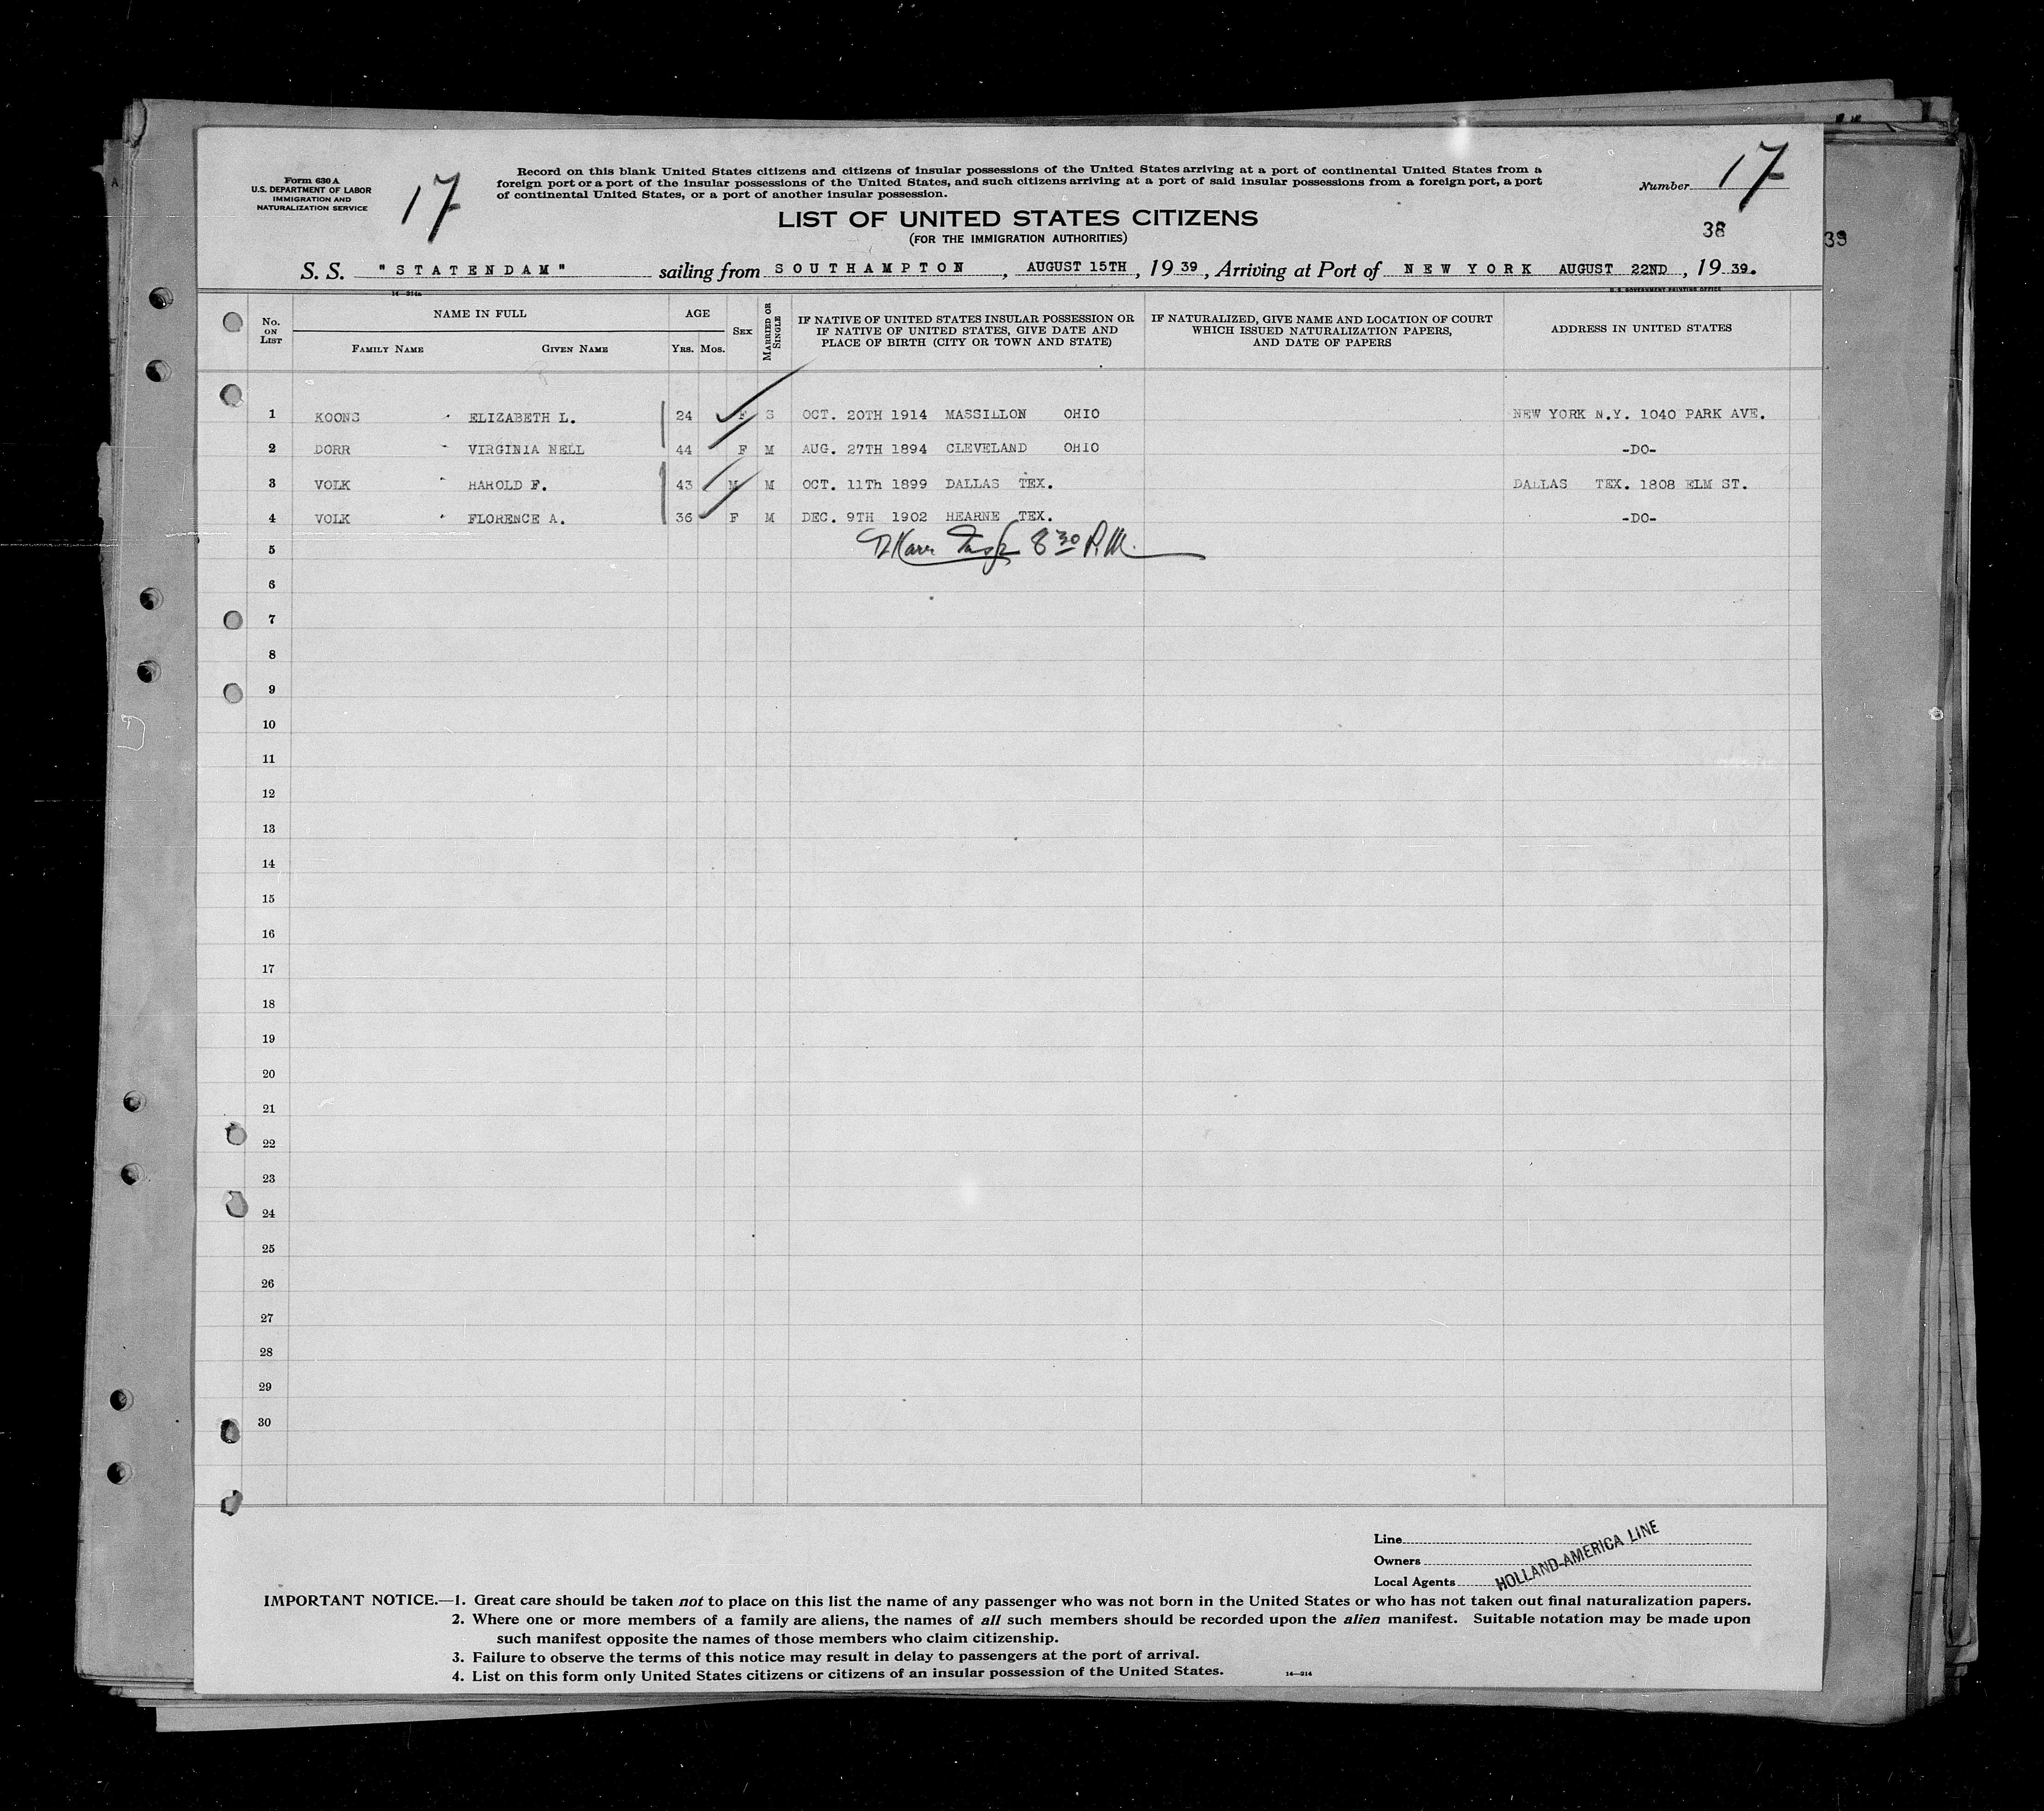 Form 630 A
U.S. DEPARTMENT OF LABOR
IMMIGRATION AND
NATURALIZATION SERVICE
17
Record on this blank United States citizens and citizens of insular possessions of the United States arriving at a port of continental United States from a
foreign port or a port of the insular possessions of the United States, and such citizens arriving at a port of said insular possessions from a foreign port, a port
of continental United States, or a port of another insular possession.
Number 17
LIST OF UNITED STATES CITIZENS
(FOR THE IMMIGRATION AUTHORITIES)
38
39
S. S. "STATENDAM" sailing from SOUTHAMPTON, AUGUST 15TH, 19 39, Arriving at Port of NEW YORK AUGUST 22ND, 19 39.
14—214a
U. S. GOVERNMENT PRINTING OFFICE
No. ON LIST
NAME IN FULL
FAMILY NAME GIVEN NAME
AGE
YRS. MOS.
SEX
MARRIED OR SINGLE
IF NATIVE OF UNITED STATES INSULAR POSSESSION OR
IF NATIVE OF UNITED STATES, GIVE DATE AND
PLACE OF BIRTH (CITY OR TOWN AND STATE)
IF NATURALIZED, GIVE NAME AND LOCATION OF COURT
WHICH ISSUED NATURALIZATION PAPERS,
AND DATE OF PAPERS
ADDRESS IN UNITED STATES
1 KOONS ELIZABETH L. 24 F S OCT. 20TH 1914 MASSILLON OHIO NEW YORK N.Y. 1040 PARK AVE.
2 DORR VIRGINIA NELL 44 F M AUG. 27TH 1894 CLEVELAND OHIO -DO-
3 VOLK HAROLD F. 43 M M OCT. 11Th 1899 DALLAS TEX. DALLAS TEX. 1808 ELM ST.
4 VOLK FLORENCE A. 36 F M DEC. 9TH 1902 HEARNE TEX. -DO-
5 8 30 P.M.
6
7
8
9
10
11
12
13
14
15
16
17
18
19
20
21
22
23
24
25
26
27
28
29
30
Line
Owners
Local Agents
HOLLAND-AMERICA LINE
IMPORTANT NOTICE.—1. Great care should be taken not to place on this list the name of any passenger who was not born in the United States or who has not taken out final naturalization papers.
2. Where one or more members of a family are aliens, the names of all such members should be recorded upon the alien manifest. Suitable notation may be made upon
such manifest opposite the names of those members who claim citizenship.
3. Failure to observe the terms of this notice may result in delay to passengers at the port of arrival.
4. List on this form only United States citizens or citizens of an insular possession of the United States.
14—214